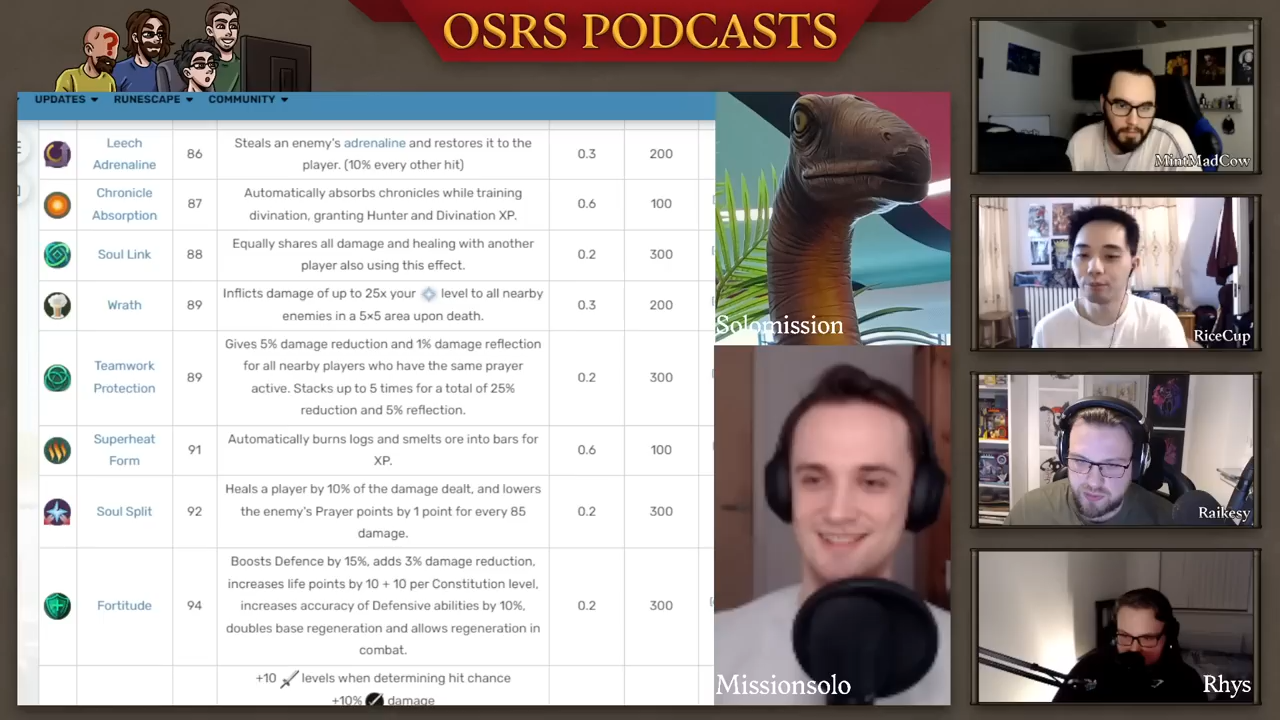 OSRS PODCASTS
UPDATES
RUNESCAPE
COMMUNITY
Leech
Adrenaline
86
Steals an enemy's adrenaline and restores it to the
player. (10% every other hit)
0.3
200
Chronicle
Absorption
87
Automatically absorbs chronicles while training
divination, granting Hunter and Divination XP.
0.6
100
Soul Link
88
Equally shares all damage and healing with another
player also using this effect.
0.2
300
Wrath
89
Inflicts damage of up to 25x your level to all nearby
enemies in a 5×5 area upon death.
0.3
200
Teamwork
Protection
89
Gives 5% damage reduction and 1% damage reflection
for all nearby players who have the same prayer
active. Stacks up to 5 times for a total of 25%
reduction and 5% reflection.
0.2
300
Superheat
Form
91
Automatically burns logs and smelts ore into bars for
XP.
0.6
100
Soul Split
92
Heals a player by 10% of the damage dealt, and lowers
the enemy's Prayer points by 1 point for every 85
damage.
0.2
300
Fortitude
94
Boosts Defence by 15%, adds 3% damage reduction,
increases life points by 10 + 10 per Constitution level,
increases accuracy of Defensive abilities by 10%,
doubles base regeneration and allows regeneration in
combat.
0.2
300
+10 levels when determining hit chance
+10% damage
Solomission
Missionsolo
MintMadCow
RiceCup
Raikesy
Rhys